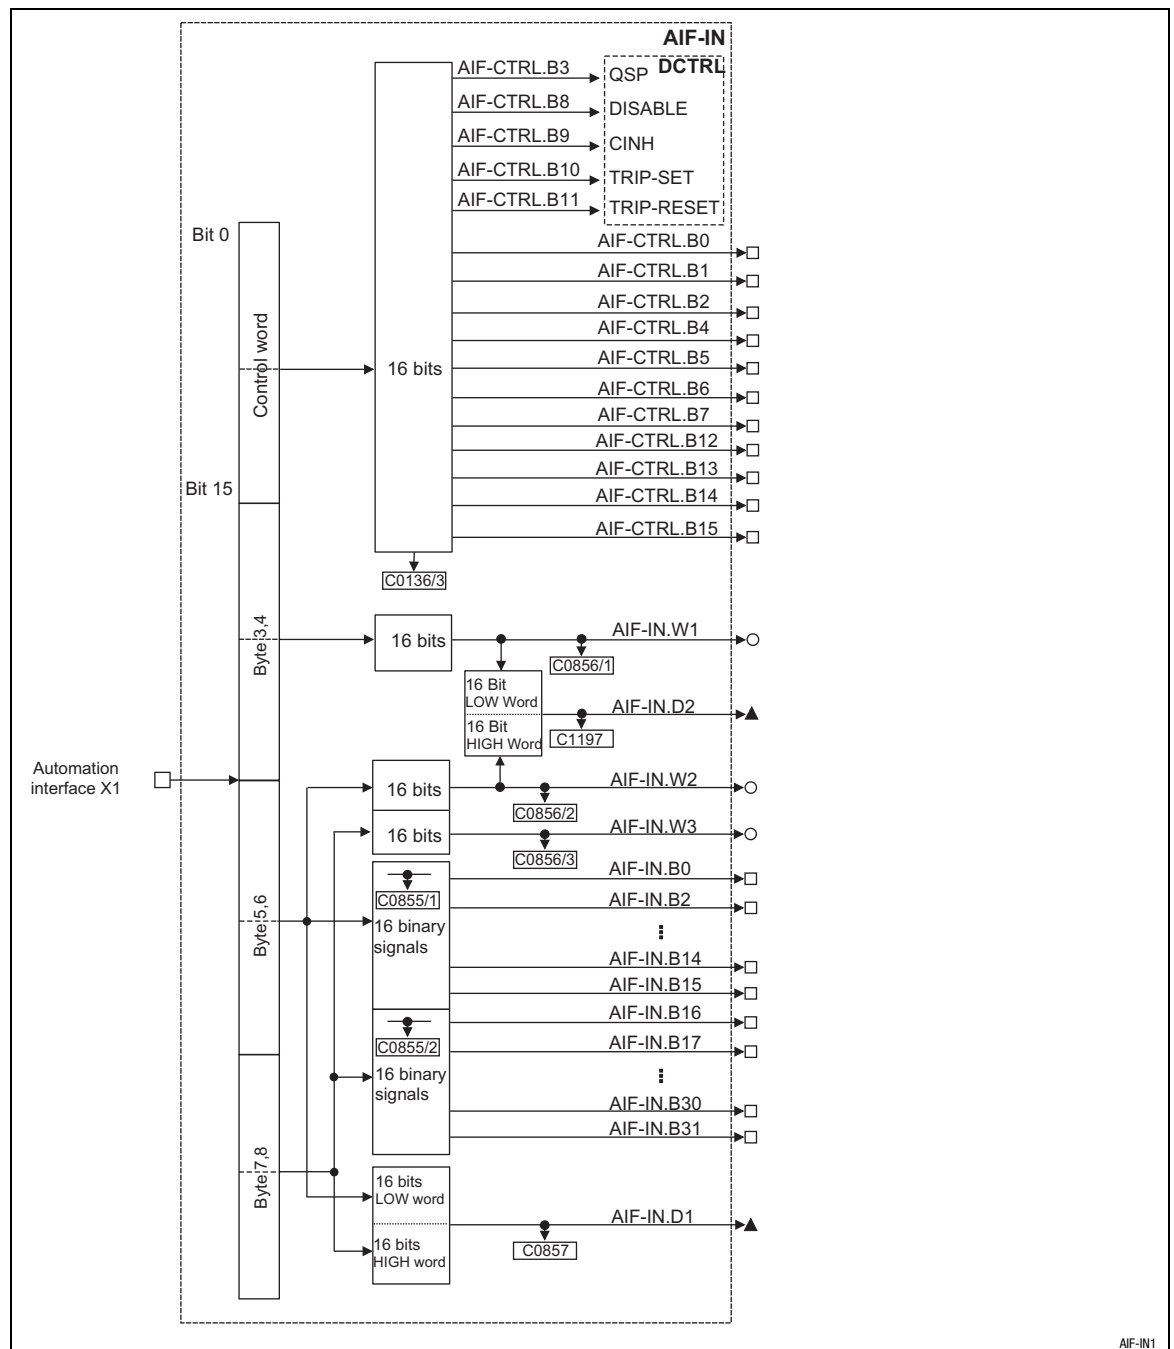 AIF-IN
DCTRL
AIF-CTRL.B3
QSP
AIF-CTRL.B8
DISABLE
AIF-CTRL.B9
CINH
AIF-CTRL.B10
TRIP-SET
AIF-CTRL.B11
TRIP-RESET
Bit 0
AIF-CTRL.B0
AIF-CTRL.B1
AIF-CTRL.B2
AIF-CTRL.B4
Control word
16 bits
AIF-CTRL.B5
AIF-CTRL.B6
AIF-CTRL.B7
AIF-CTRL.B12
AIF-CTRL.B13
Bit 15
AIF-CTRL.B14
AIF-CTRL.B15
C0136/3
Byte 3,4
16 bits
AIF-IN.W1
C0856/1
16 Bit
LOW Word
AIF-IN.D2
16 Bit
HIGH Word
C1197
Automation
interface X1
16 bits
AIF-IN.W2
C0856/2
16 bits
AIF-IN.W3
C0856/3
AIF-IN.B0
C0855/1
AIF-IN.B2
Byte 5,6
16 binary
signals
AIF-IN.B14
AIF-IN.B15
AIF-IN.B16
C0855/2
AIF-IN.B17
16 binary
signals
AIF-IN.B30
AIF-IN.B31
Byte 7,8
16 bits
LOW word
AIF-IN.D1
16 bits
HIGH word
C0857
AIF-IN1